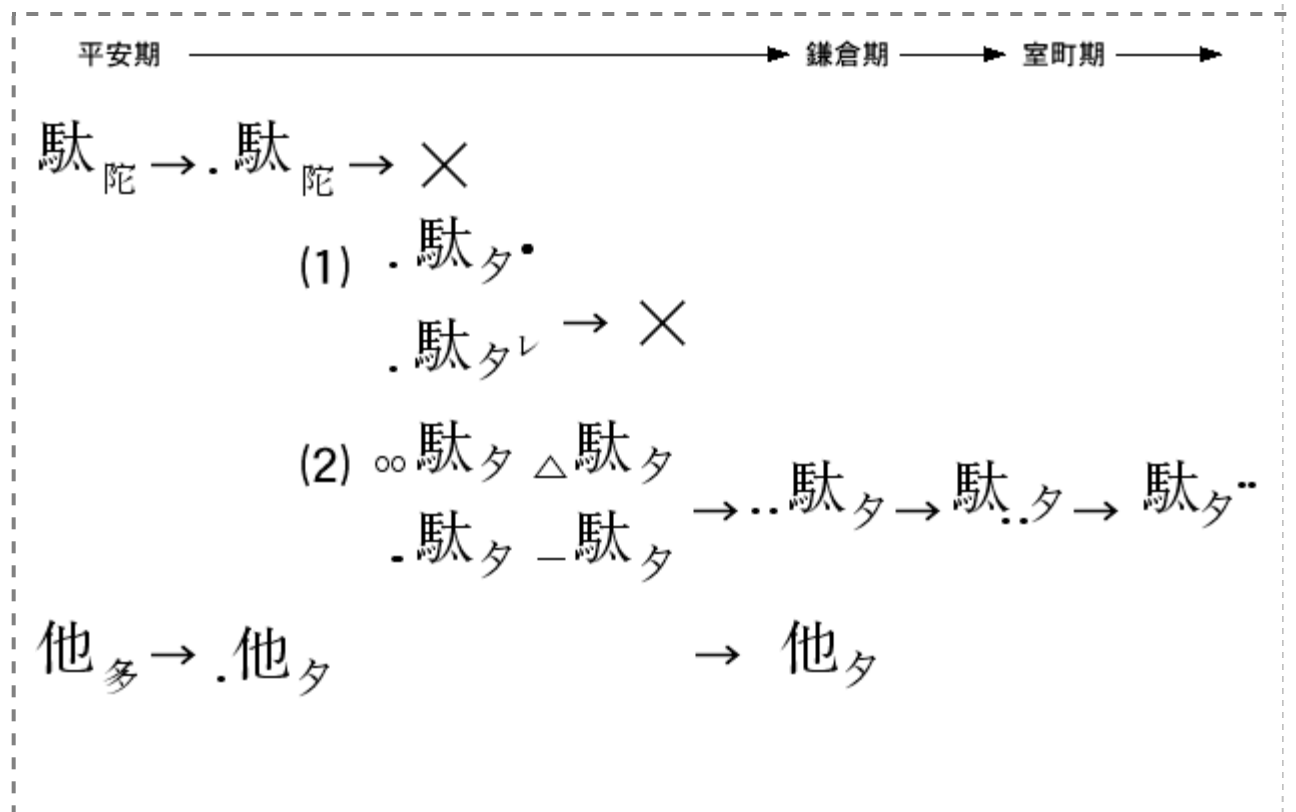 平安期 → 鎌倉期 → 室町期 →
駄陀 → .駄陀 → ×
(1) .駄タ・
.駄タレ → ×
(2) ∞駄タ △駄タ
.駄タ －駄タ → ‥駄タ → 駄‥タ → 駄タ¨
他多 → .他タ → 他タ